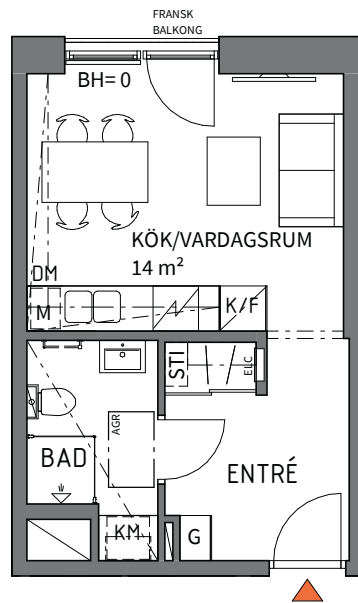 FRANSK
BALKONG
BH= 0
KÖK/VARDAGSRUM
14 m²
DM
M
K/F
STI
ELC
AGR
BAD
ENTRÉ
KM
G